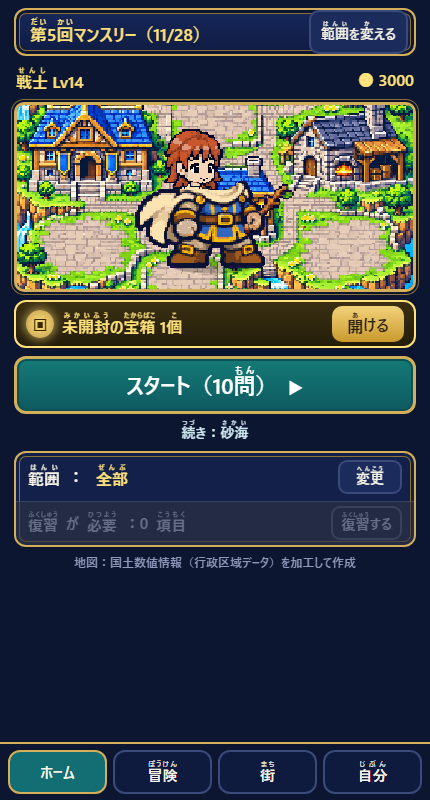 第5回マンスリー（11/28）
範囲を変える
戦士 Lv14
3000
未開封の宝箱 1個
開ける
スタート（10問） ▶
続き：砂海
範囲 ： 全部
変更
復習 が 必要 ：0 項目
復習する
地図：国土数値情報（行政区域データ）を加工して作成
ホーム
冒険
街
自分